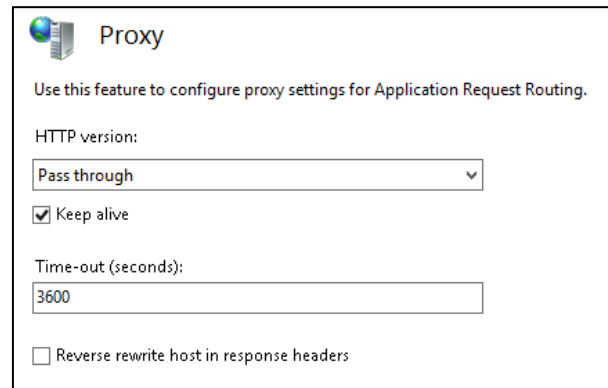 Proxy
Use this feature to configure proxy settings for Application Request Routing.
HTTP version:
Pass through
Keep alive
Time-out (seconds):
3600
Reverse rewrite host in response headers